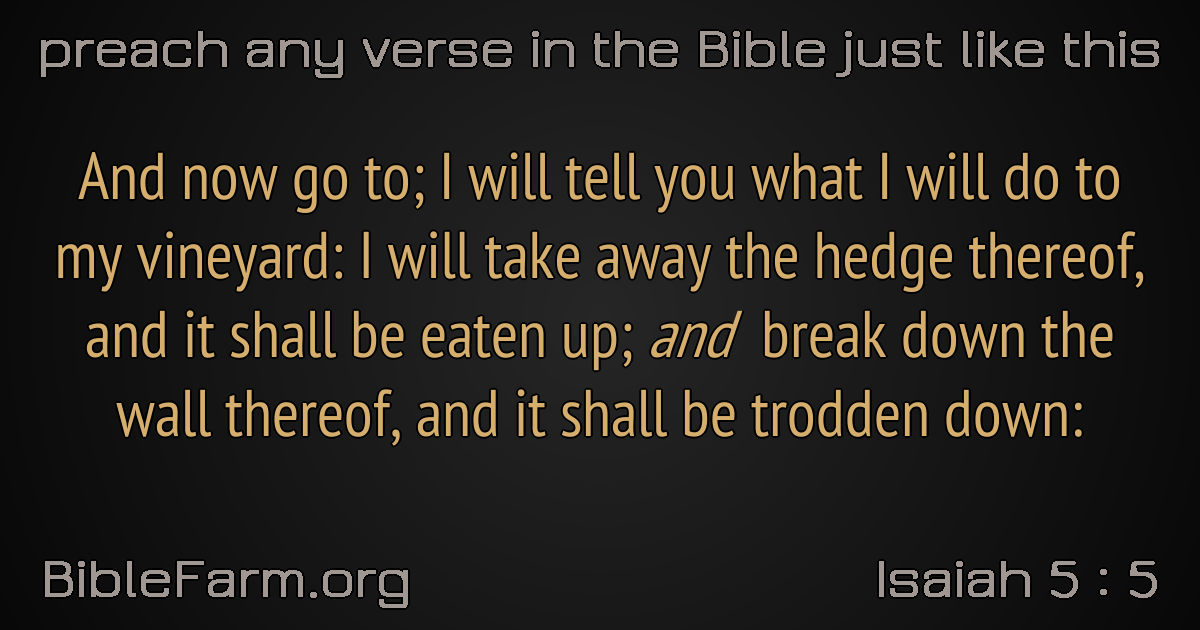 preach any verse in the Bible just like this
And now go to; I will tell you what I will do to
my vineyard: I will take away the hedge thereof,
and it shall be eaten up; and break down the
wall thereof, and it shall be trodden down:
BibleFarm.org
Isaiah 5 : 5